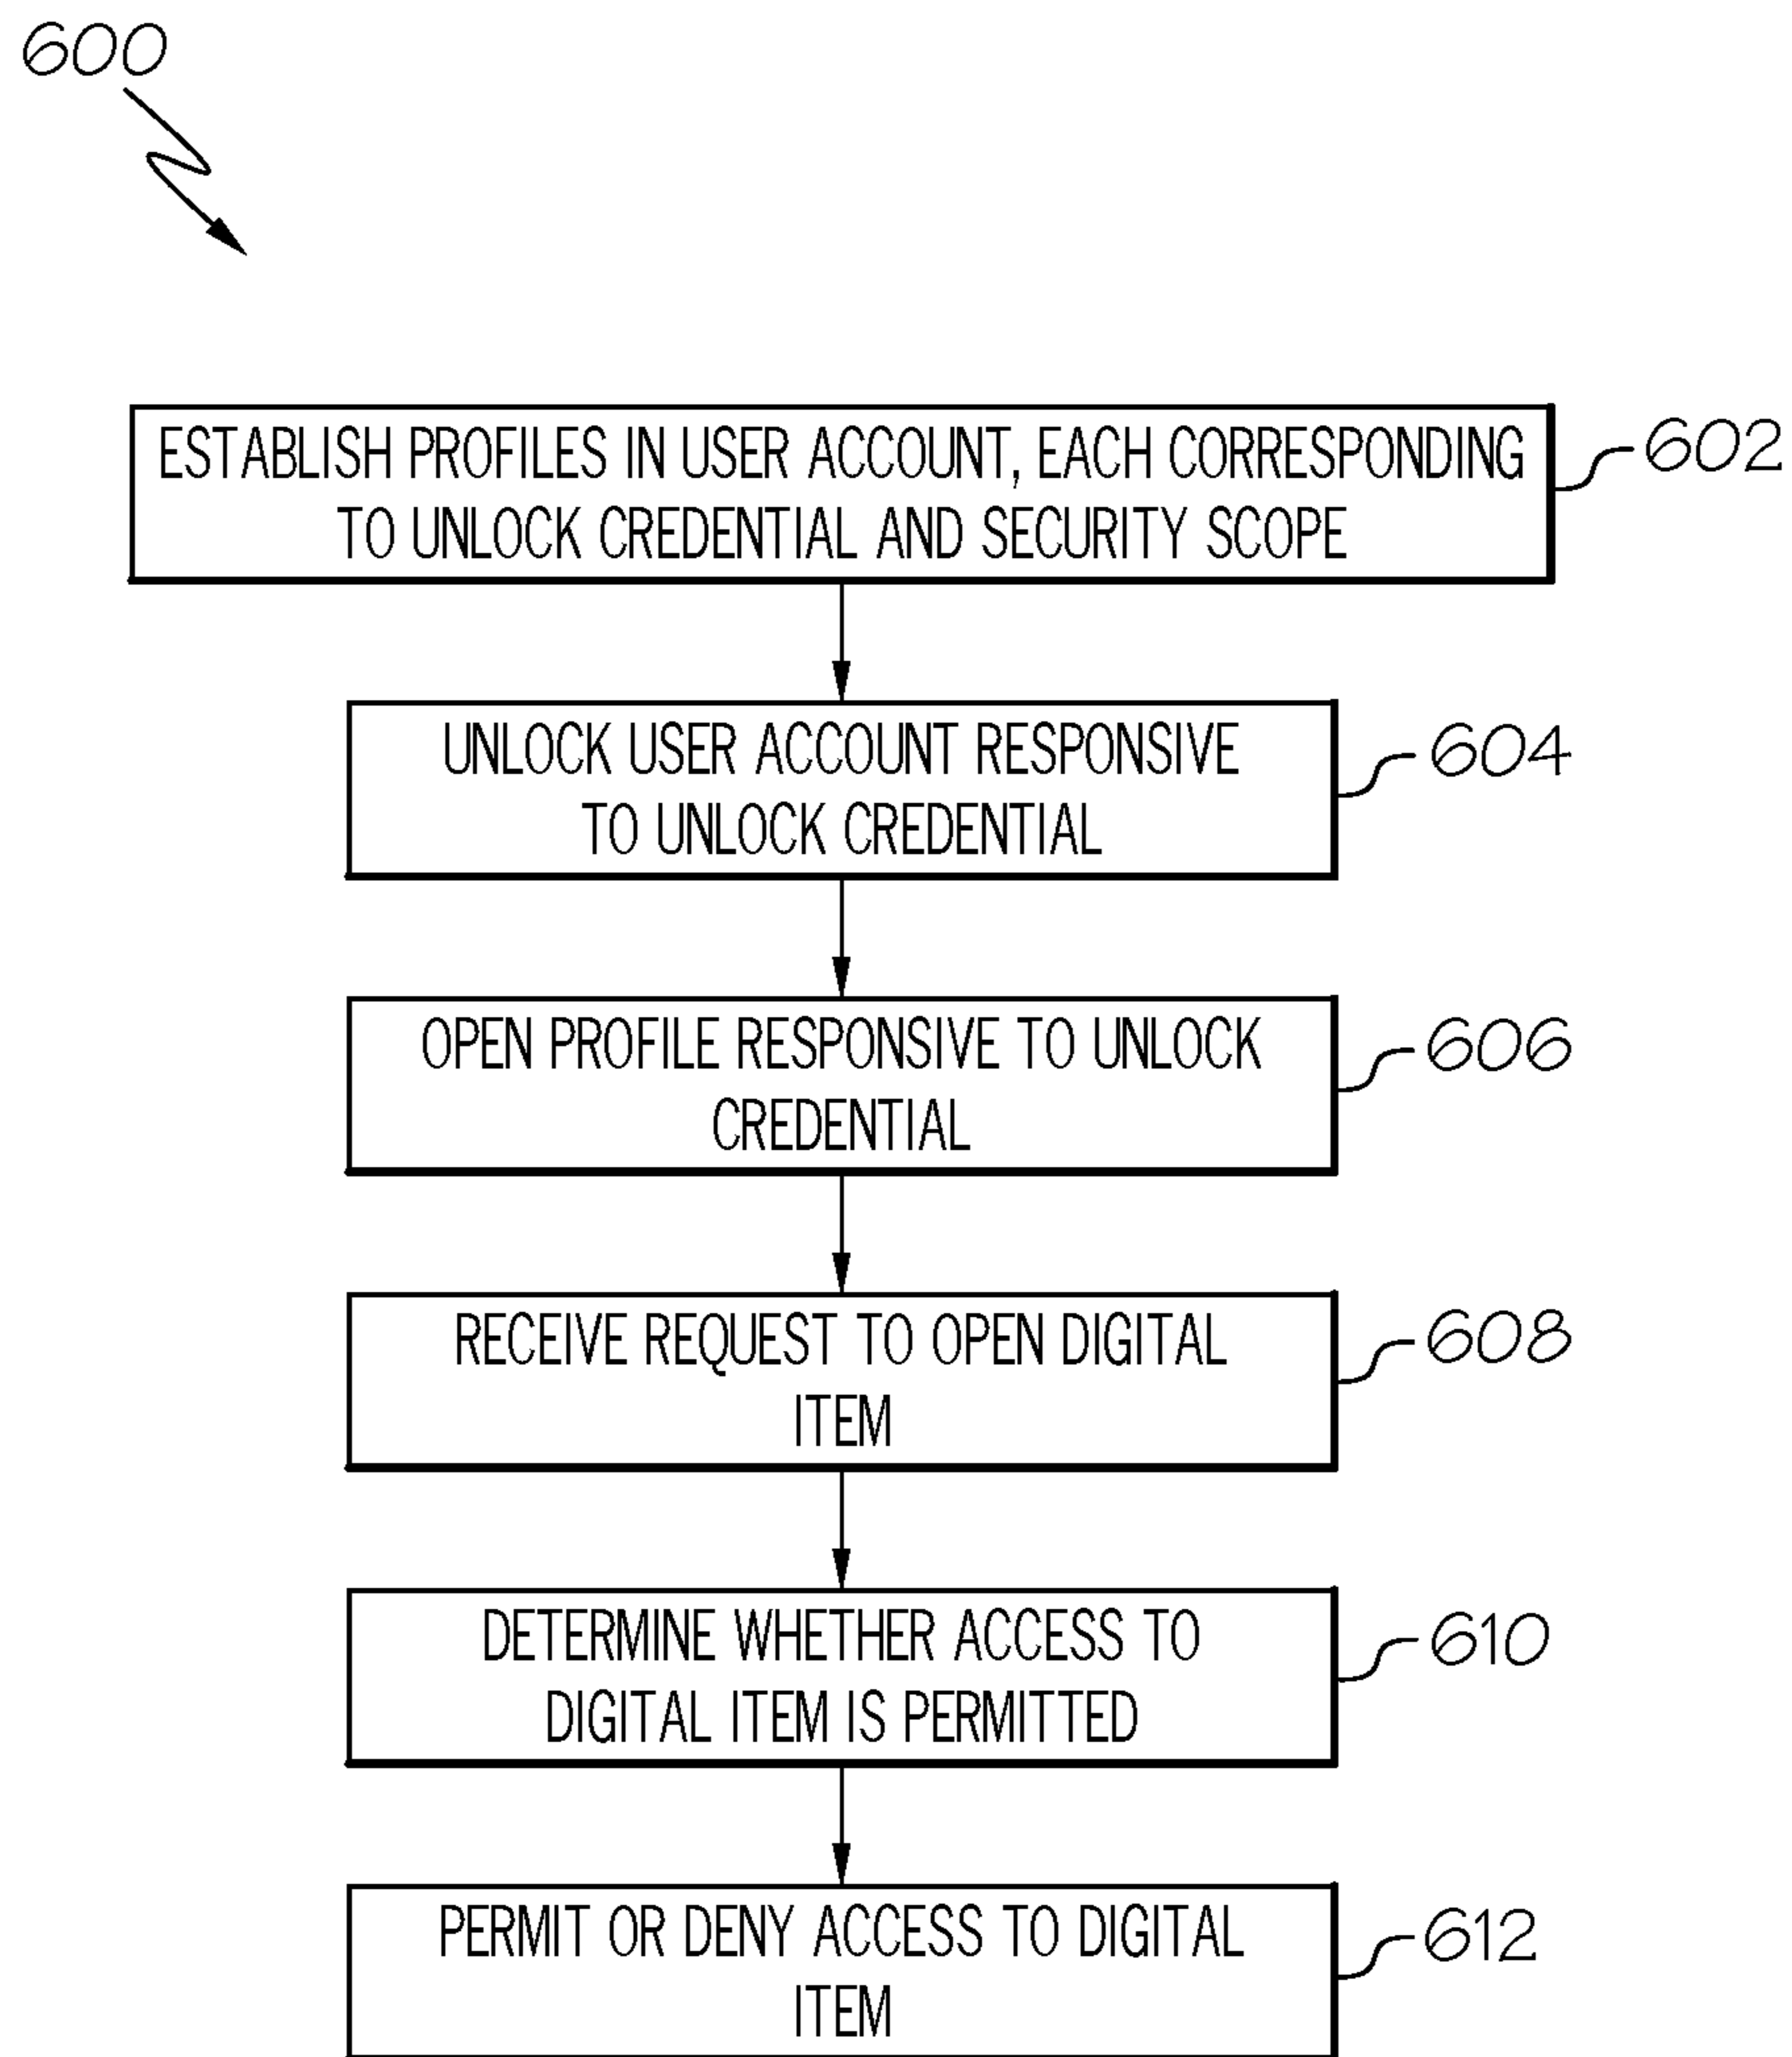 600
ESTABLISH PROFILES IN USER ACCOUNT, EACH CORRESPONDING
TO UNLOCK CREDENTIAL AND SECURITY SCOPE
602
UNLOCK USER ACCOUNT RESPONSIVE
TO UNLOCK CREDENTIAL
604
OPEN PROFILE RESPONSIVE TO UNLOCK
CREDENTIAL
606
RECEIVE REQUEST TO OPEN DIGITAL
ITEM
608
DETERMINE WHETHER ACCESS TO
DIGITAL ITEM IS PERMITTED
610
PERMIT OR DENY ACCESS TO DIGITAL
ITEM
612